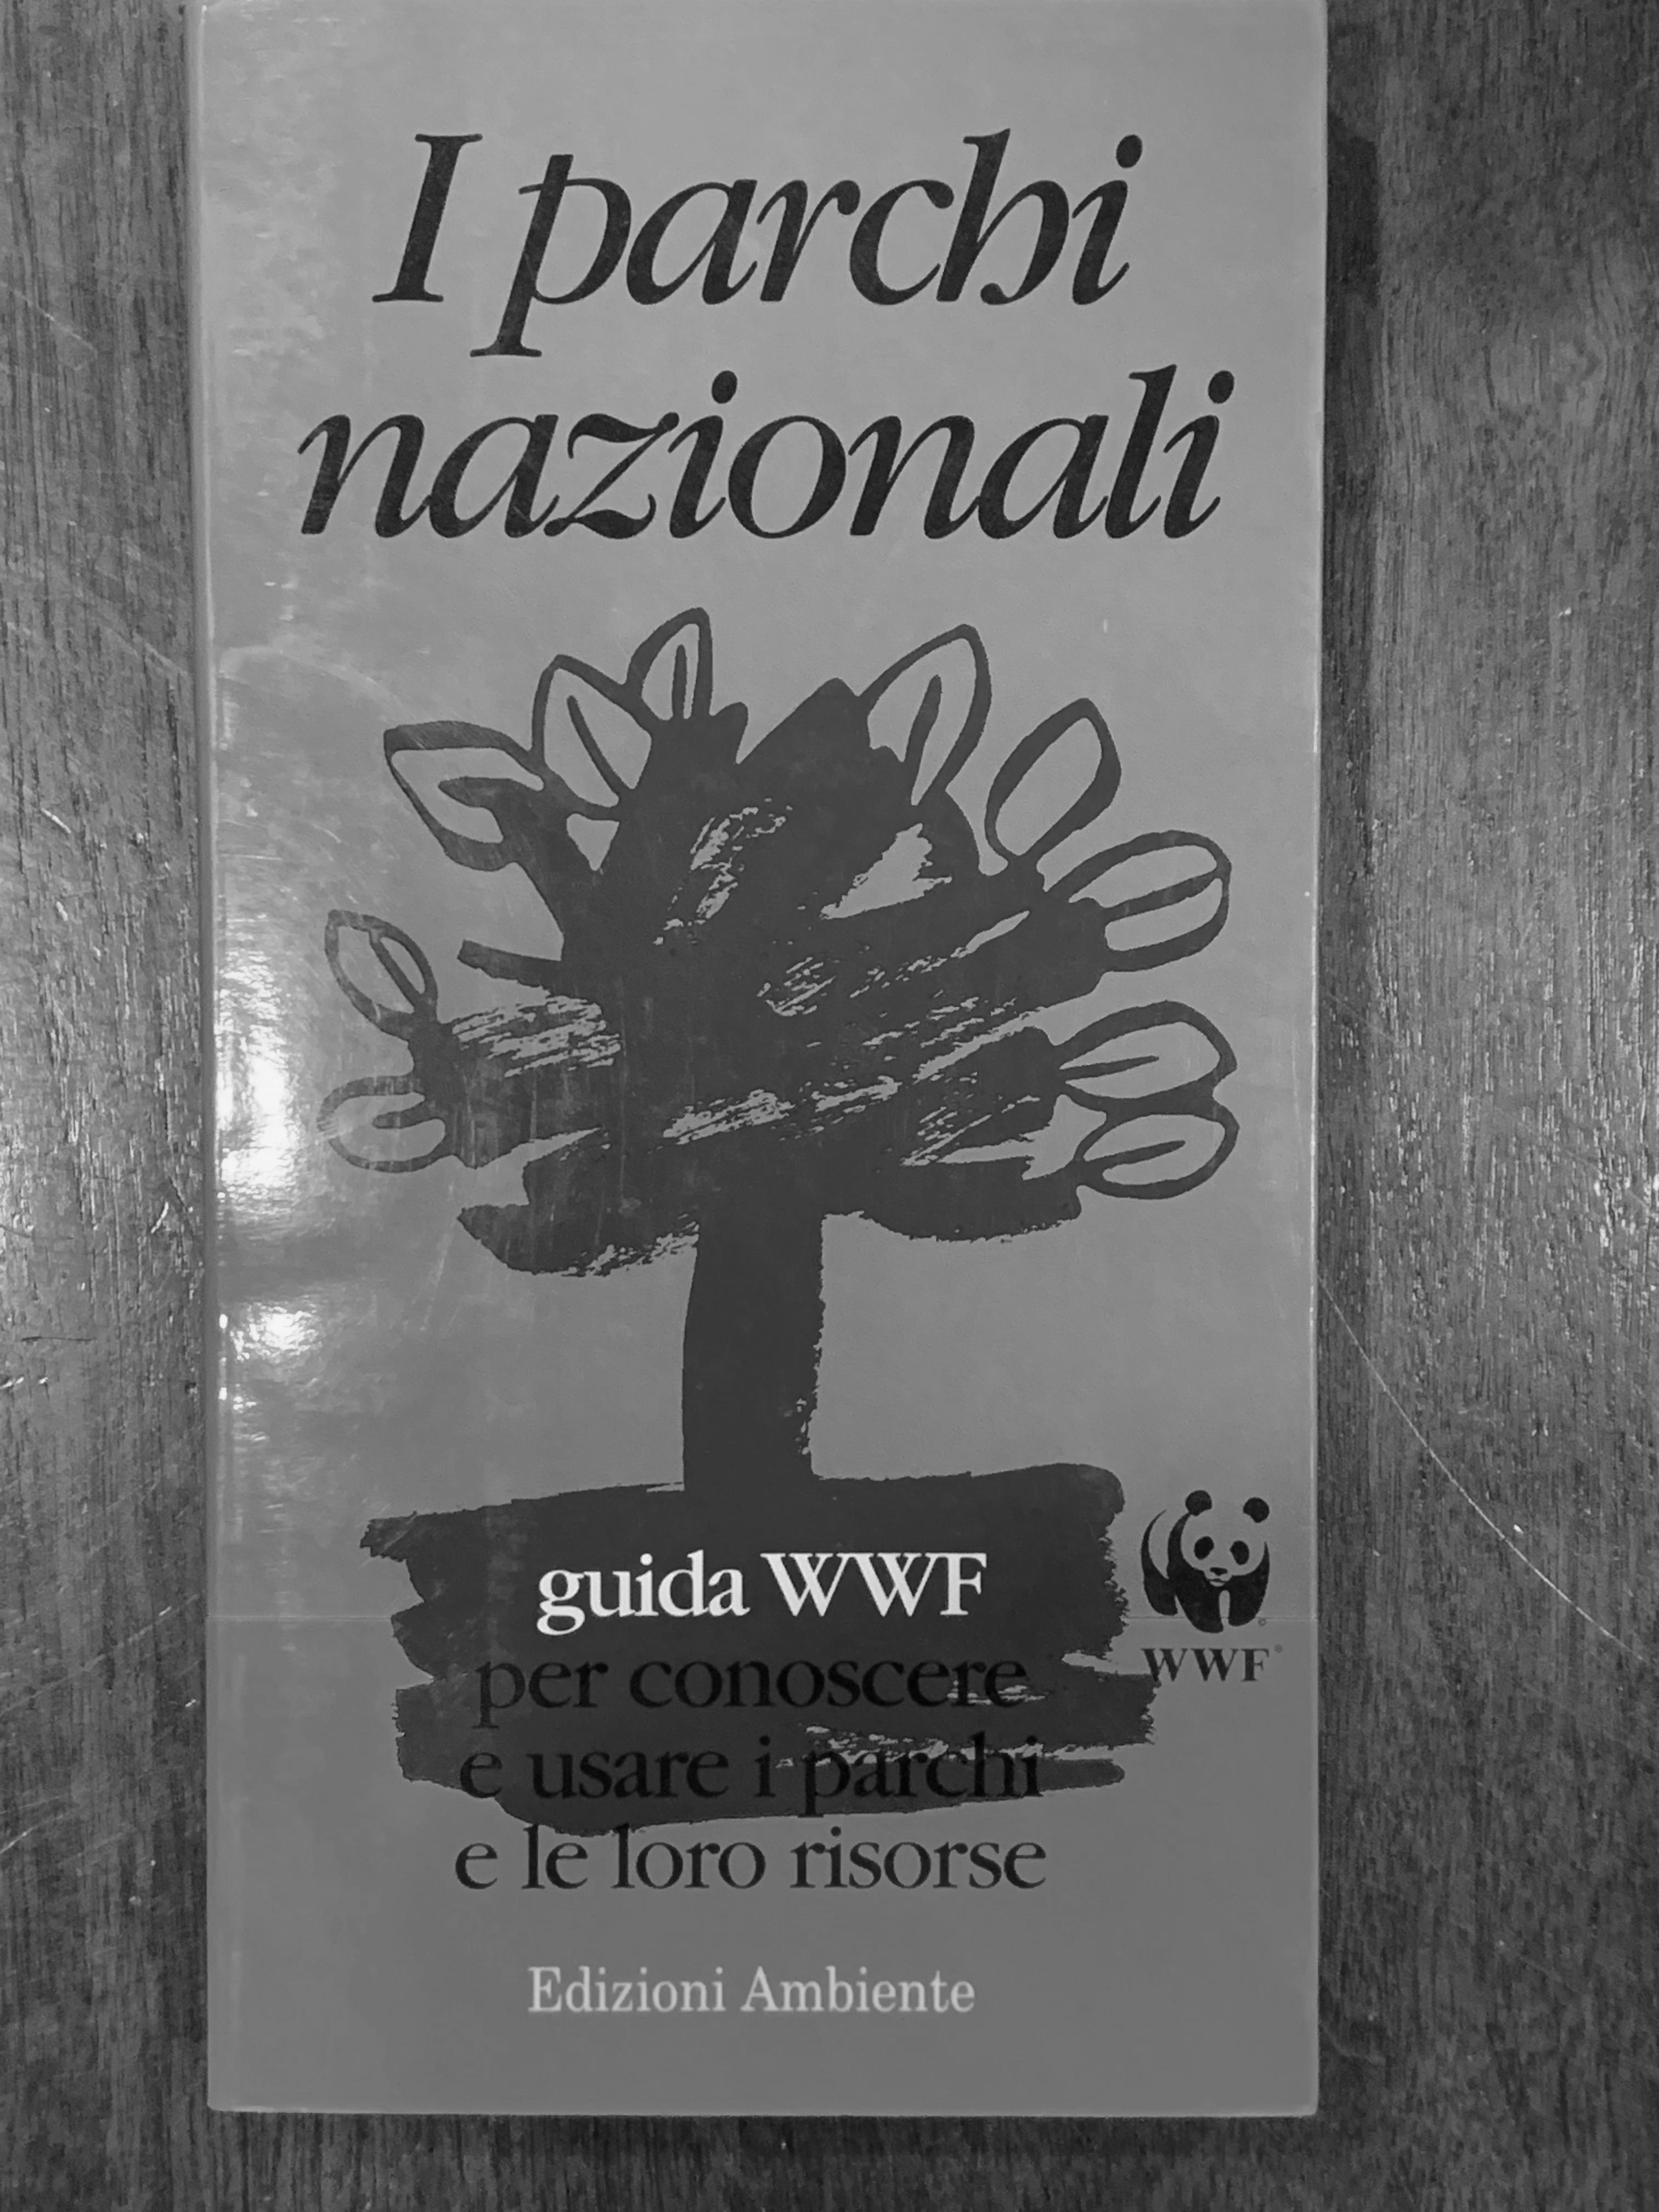 I parchi
nazionali
guida WWF
per conoscere
e usare i parchi
e le loro risorse
WWF®
Edizioni Ambiente